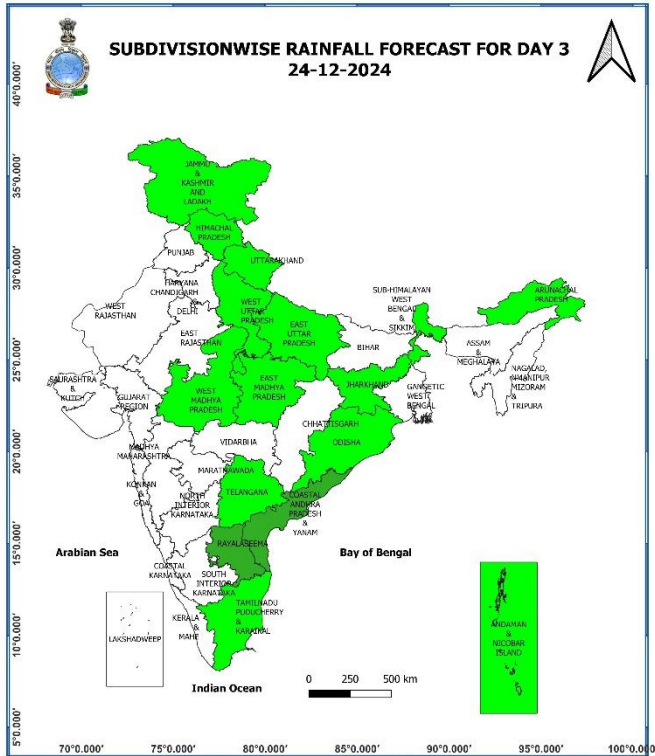 SUBDIVISIONWISE RAINFALL FORECAST FOR DAY 3
24-12-2024
40°0.000'
35°0.000'
30°0.000'
25°0.000'
20°0.000'
15°0.000'
10°0.000'
5°0.000'
JAMMU
&
KASHMIR
AND
LADAKH
HIMACHAL
PRADESH
PUNJAB
UTTARAKHAND
HARYANA
CHANDIGARH
&
DELHI
WEST
RAJASTHAN
WEST
UTTAR
PRADESH
EAST
RAJASTHAN
EAST
UTTAR
PRADESH
SUB-HIMALAYAN
WEST
BENGAL
&
SIKKIM
ARUNACHAL
PRADESH
BIHAR
ASSAM
&
MEGHALAYA
NAGALAD,
MANIPUR
MIZORAM
&
TRIPURA
SAURASHTRA
&
KUTCH
GUJARAT
REGION
WEST
MADHYA
PRADESH
EAST
MADHYA
PRADESH
JHARKHAND
GANGETIC
WEST
BENGAL
CHHATTISGARH
ODISHA
VIDARBHA
MADHYA
MAHARASHTRA
MARATHAWADA
KONKAN
&
GOA
NORTH
INTERIOR
KARNATAKA
TELANGANA
COASTAL
ANDHRA
PRADESH
&
YANAM
RAYALASEEMA
Arabian Sea
Bay of Bengal
COASTAL
KARNATAKA
SOUTH
INTERIOR
KARNATAKA
TAMILNADU
PUDUCHERRY
&
KARAIKAL
KERALA
&
MAHE
LAKSHADWEEP
ANDAMAN
&
NICOBAR
ISLAND
Indian Ocean
0 250 500 km
70°0.000' 75°0.000' 80°0.000' 85°0.000' 90°0.000' 95°0.000' 100°0.000'